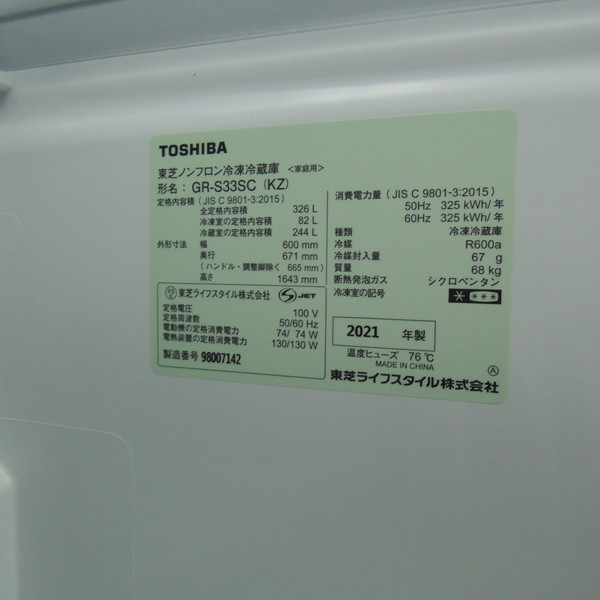 TOSHIBA
東芝ノンフロン冷凍冷蔵庫 <家庭用>
形名： GR-S33SC (KZ)
定格内容積 (JIS C 9801-3:2015)
全定格内容積 326 L
冷凍室の定格内容積 82 L
冷蔵室の定格内容積 244 L
外形寸法 幅 600 mm
奥行 671 mm
(ハンドル・調整脚除く 665 mm)
高さ 1643 mm
東芝ライフスタイル株式会社 S JET
定格電圧 100 V
定格周波数 50/60 Hz
電動機の定格消費電力 74/ 74 W
電熱装置の定格消費電力 130/130 W
製造番号 98007142
消費電力量 (JIS C 9801-3:2015)
50Hz 325 kWh/年
60Hz 325 kWh/年
種類 冷凍冷蔵庫
冷媒 R600a
冷媒封入量 67 g
質量 68 kg
断熱発泡ガス シクロペンタン
冷凍室の記号
2021 年製
温度ヒューズ 76 ℃
MADE IN CHINA
Ⓐ
東芝ライフスタイル株式会社